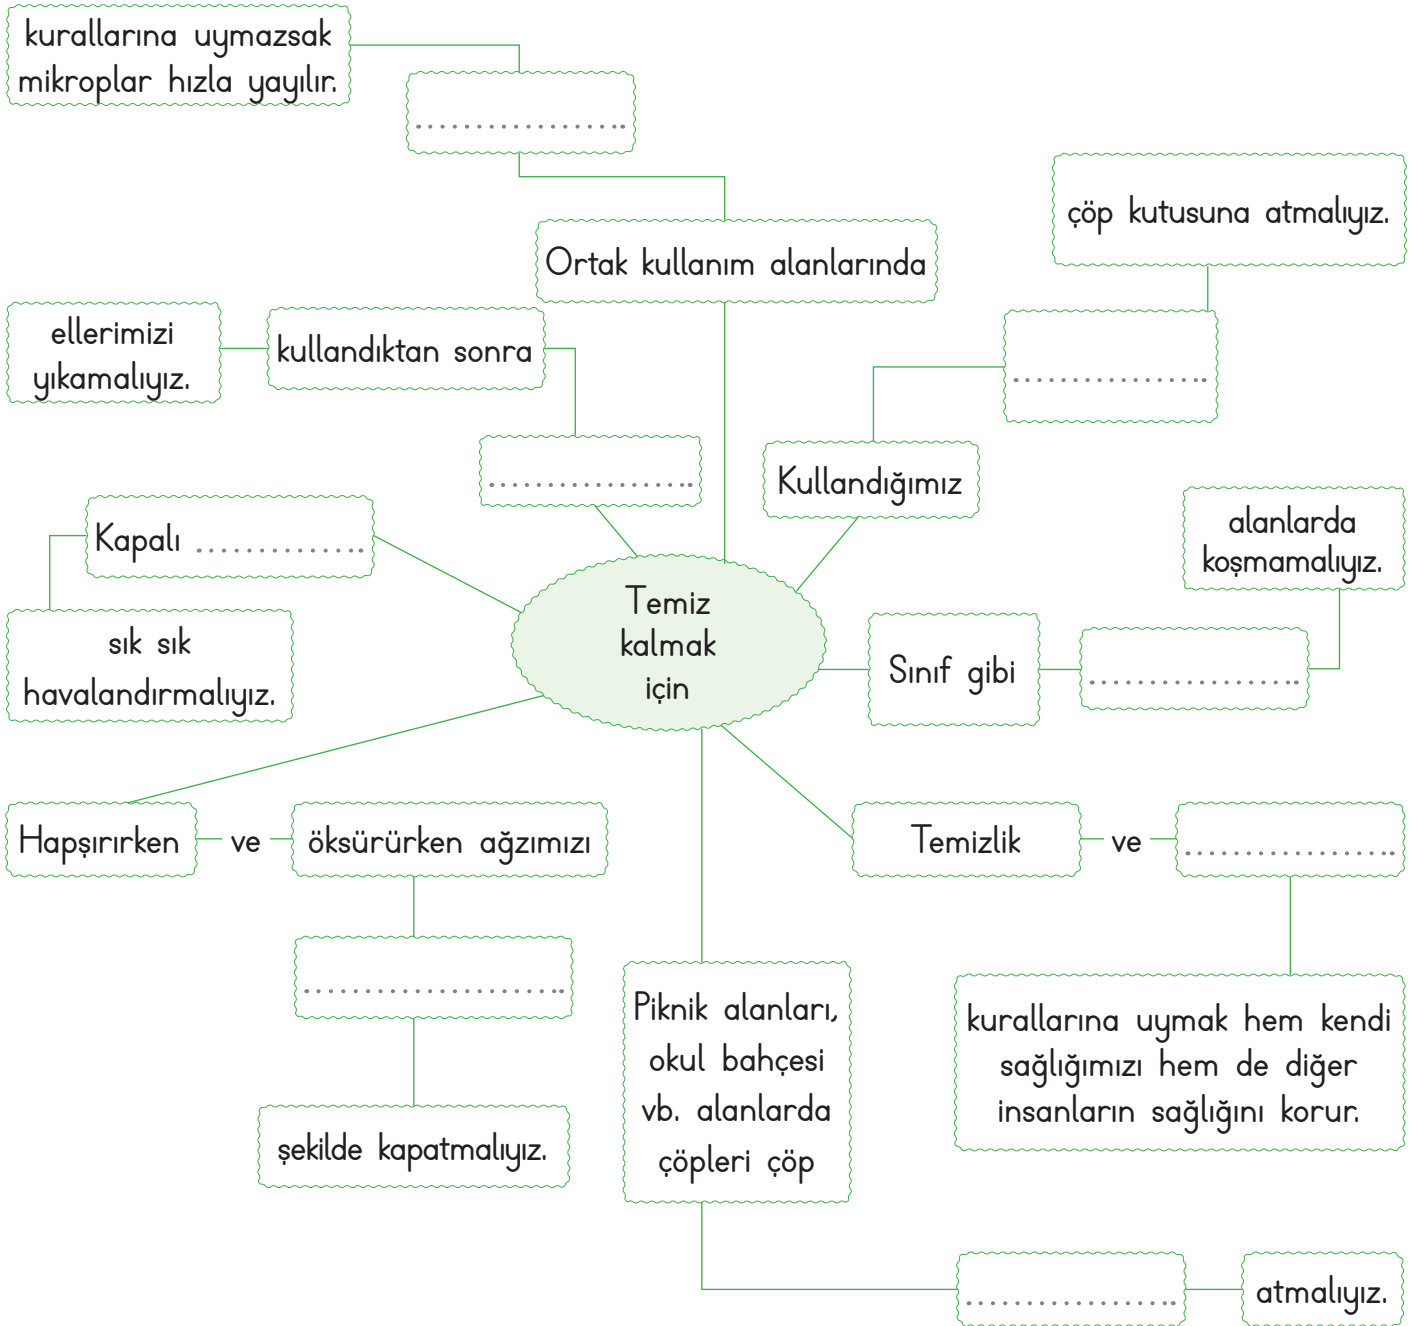 kurallarına uymazsak
mikroplar hızla yayılır.
..................
Ortak kullanım alanlarında
çöp kutusuna atmalıyız.
.................
ellerimizi
yıkamalıyız.
kullandıktan sonra
..................
Kullandığımız
Kapalı ...............
sık sık
havalandırmalıyız.
Temiz
kalmak
için
Sınıf gibi
..................
alanlarda
koşmamalıyız.
Hapşırırken ve öksürürken ağzımızı
......................
şekilde kapatmalıyız.
Temizlik ve ..................
kurallarına uymak hem kendi
sağlığımızı hem de diğer
insanların sağlığını korur.
Piknik alanları,
okul bahçesi
vb. alanlarda
çöpleri çöp
.................. atmalıyız.